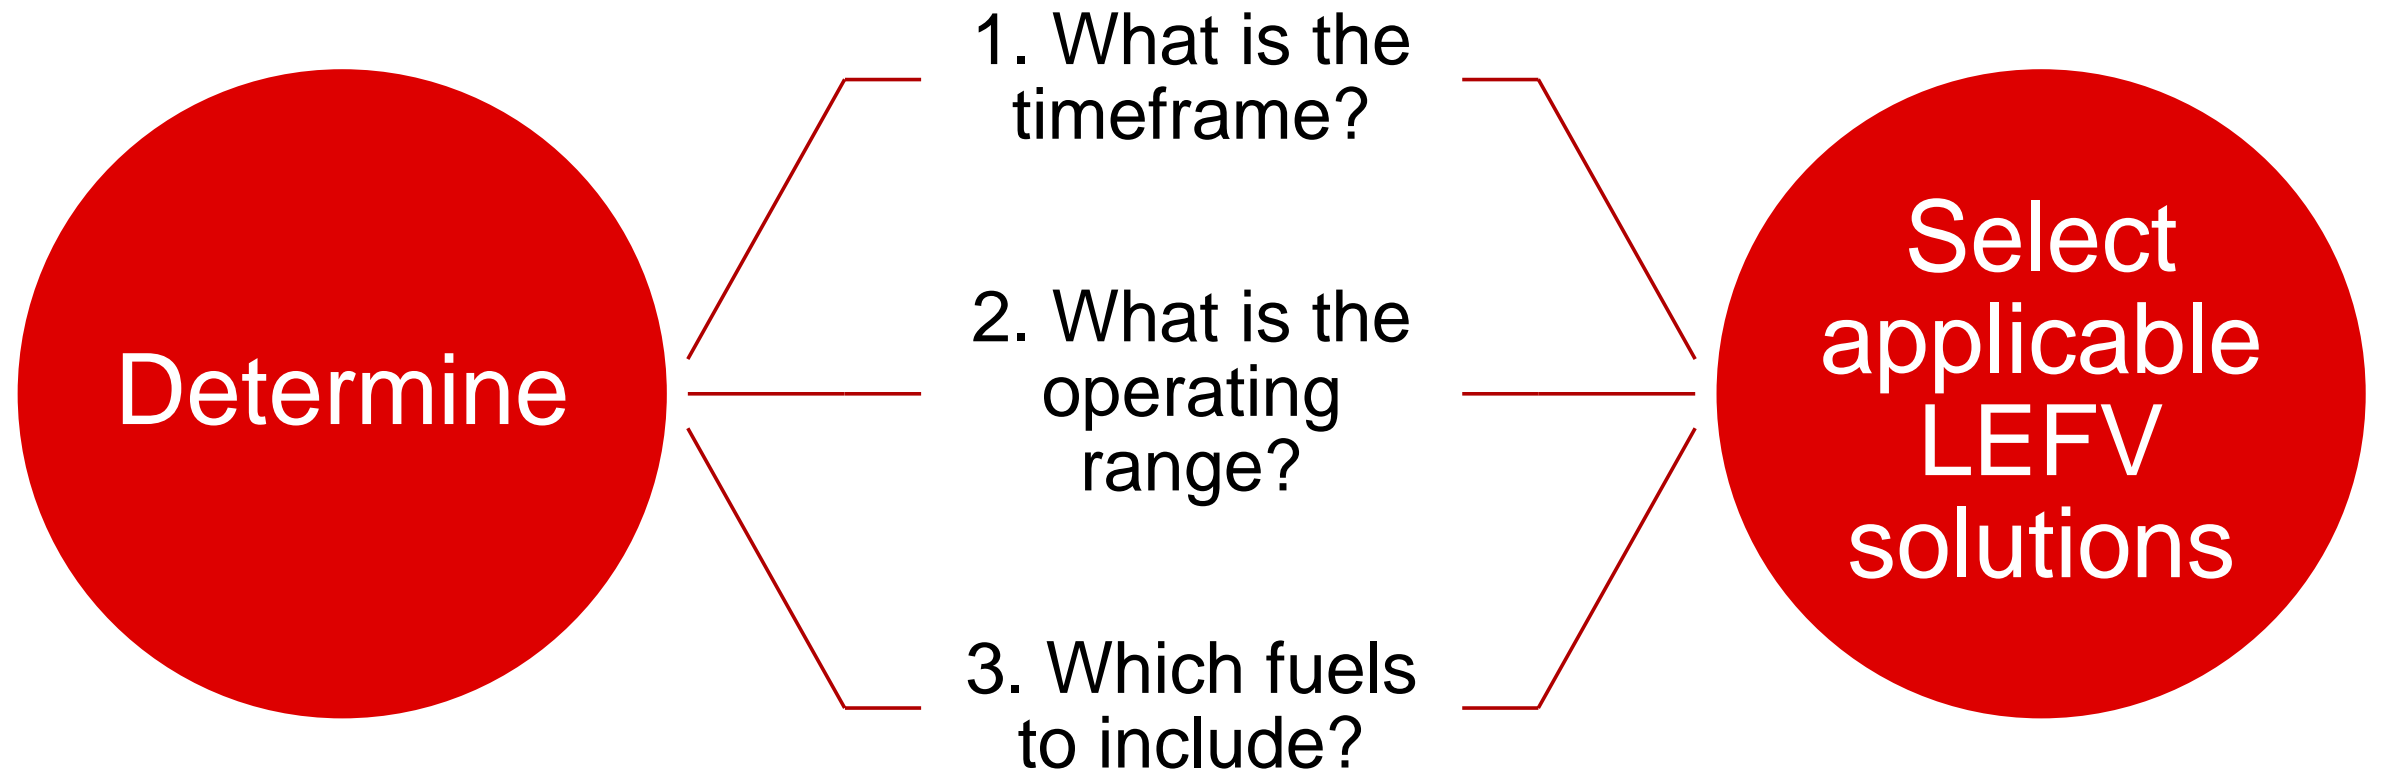 Determine
1. What is the
timeframe?
2. What is the
operating
range?
3. Which fuels
to include?
Select
applicable
LEFV
solutions